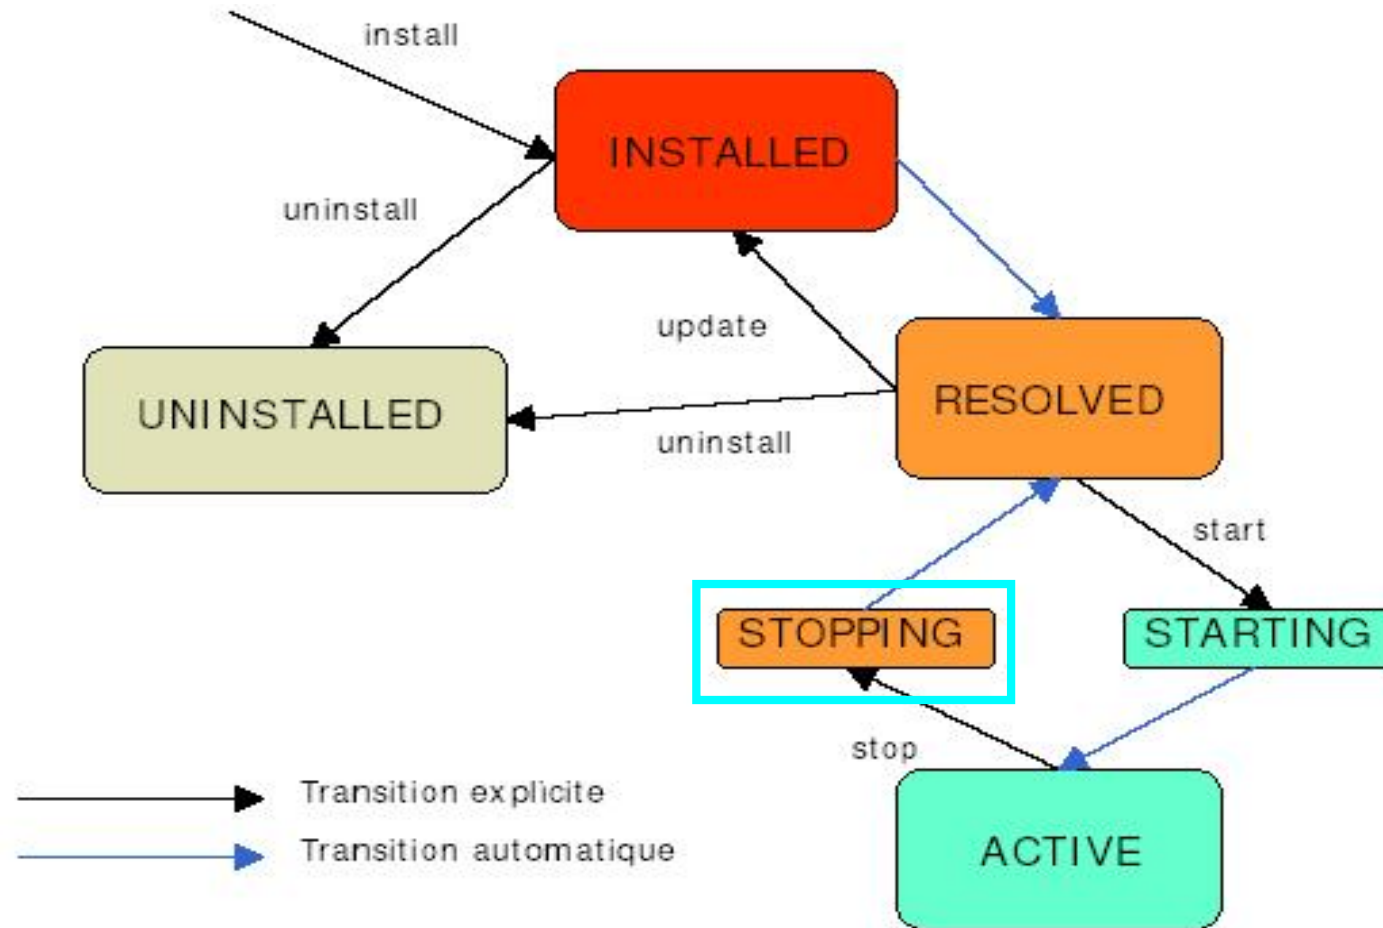 install
INSTALLED
uninstall
update
UNINSTALLED
RESOLVED
uninstall
start
STOPPING
STARTING
stop
Transition explicite
Transition automatique
ACTIVE